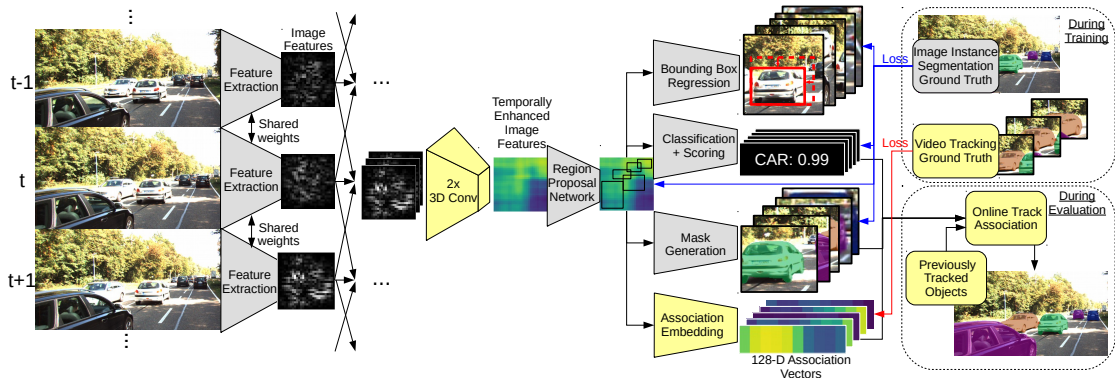 t-1
t
t+1
Feature
Extraction
Image
Features
Shared
weights
Feature
Extraction
Shared
weights
Feature
Extraction
...
...
2x
3D Conv
Temporally
Enhanced
Image
Features
Region
Proposal
Network
Bounding Box
Regression
Classification
+ Scoring
CAR: 0.99
Mask
Generation
Association
Embedding
128-D Association
Vectors
Loss
Loss
During
Training
Image Instance
Segmentation
Ground Truth
Video Tracking
Ground Truth
During
Evaluation
Online Track
Association
Previously
Tracked
Objects